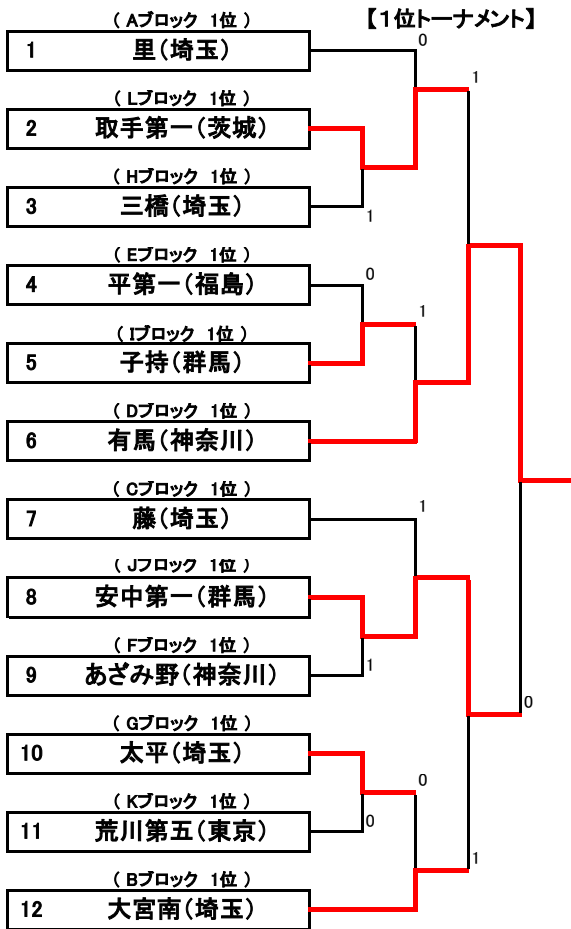 【１位トーナメント】
（ Aブロック 1位 ）
1 里（埼玉）
0
1
（ Lブロック 1位 ）
2 取手第一（茨城）
（ Hブロック 1位 ）
3 三橋（埼玉）
1
（ Eブロック 1位 ）
4 平第一（福島）
0
（ Iブロック 1位 ）
5 子持（群馬）
1
（ Dブロック 1位 ）
6 有馬（神奈川）
（ Cブロック 1位 ）
7 藤（埼玉）
1
（ Jブロック 1位 ）
8 安中第一（群馬）
（ Fブロック 1位 ）
9 あざみ野（神奈川）
1
0
（ Gブロック 1位 ）
10 太平（埼玉）
0
（ Kブロック 1位 ）
11 荒川第五（東京）
0
1
（ Bブロック 1位 ）
12 大宮南（埼玉）